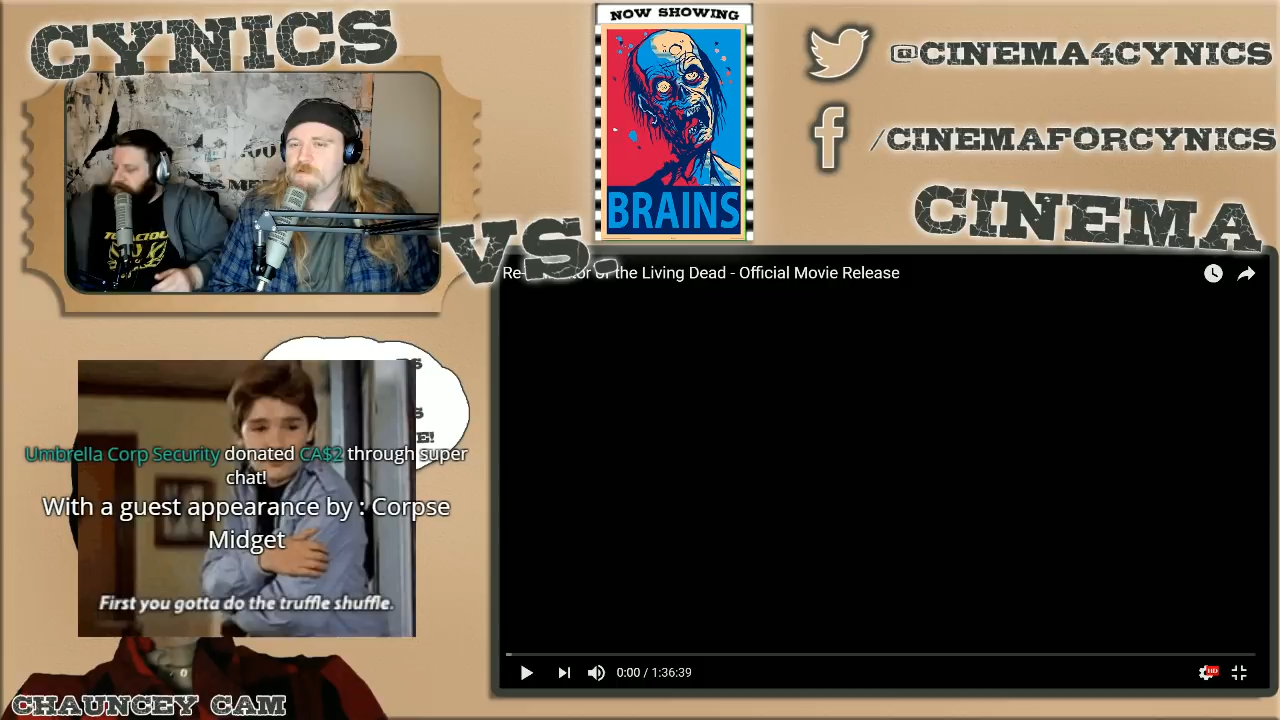 CYNICS
NOW SHOWING
BRAINS
@CINEMA4CYNICS
/CINEMAFORCYNICS
CINEMA
VS.
the Living Dead - Official Movie Release
Umbrella Corp Security donated CA$2 through super
chat!
With a guest appearance by : Corpse
Midget
First you gotta do the truffle shuffle.
0:00 / 1:36:39
HD
CHAUNCEY CAM